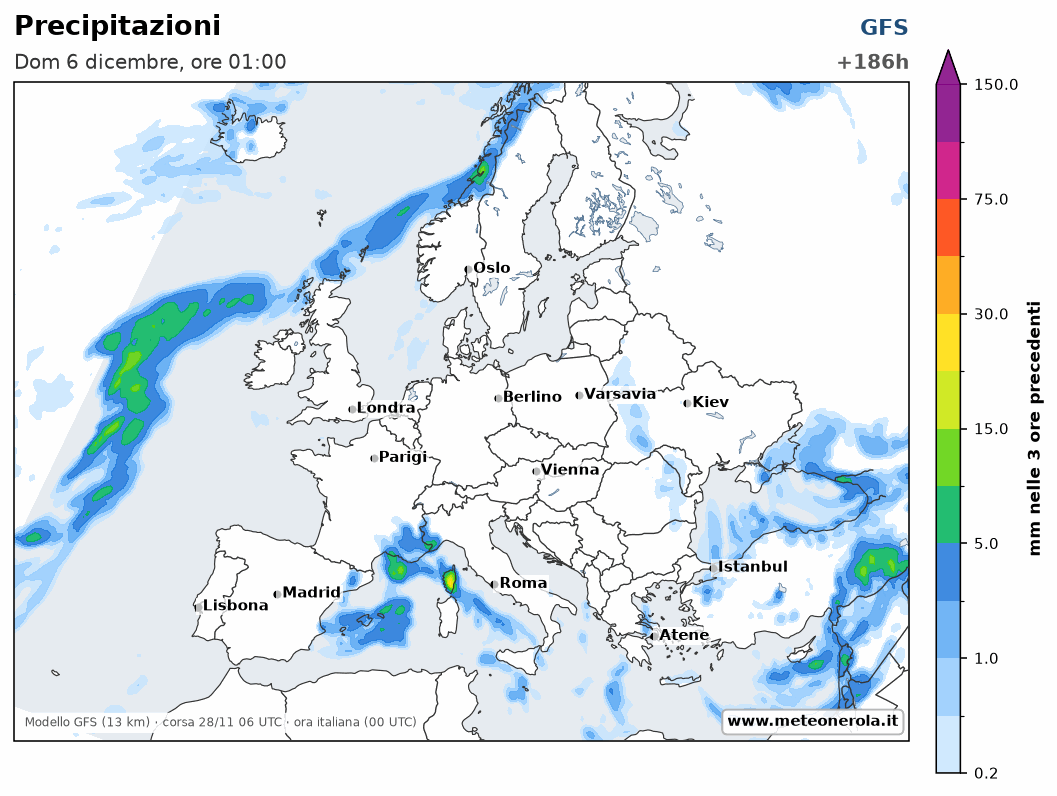 Precipitazioni
GFS
Dom 6 dicembre, ore 01:00
+186h
150.0
75.0
30.0
15.0
5.0
1.0
0.2
mm nelle 3 ore precedenti
Oslo
Berlino
Varsavia
Kiev
Londra
Parigi
Vienna
Istanbul
Roma
Madrid
Lisbona
Atene
Modello GFS (13 km) · corsa 28/11 06 UTC · ora italiana (00 UTC)
www.meteonerola.it